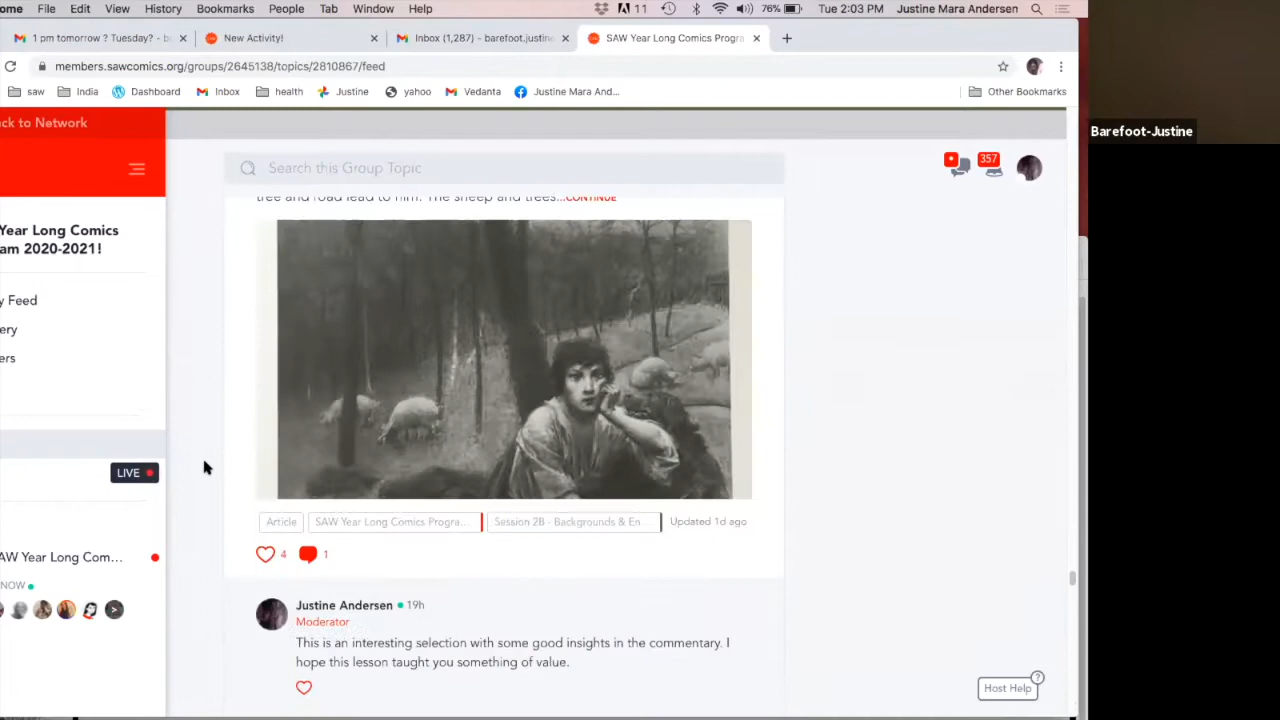 ome File Edit View History Bookmarks People Tab Window Help 11 76% Tue 2:03 PM Justine Mara Andersen
1 pm tomorrow ? Tuesday? - b New Activity! Inbox (1,287) - barefoot.justine SAW Year Long Comics Progra
members.sawcomics.org/groups/2645138/topics/2810867/feed
saw India Dashboard Inbox health Justine yahoo Vedanta Justine Mara And... Other Bookmarks
ck to Network
Barefoot-Justine
Search this Group Topic
357
tree and road lead to him. The sheep and trees...CONTINUE
Year Long Comics
am 2020-2021!
y Feed
ery
ers
LIVE
AW Year Long Com...
NOW
Article SAW Year Long Comics Progra... Session 2B - Backgrounds & En... Updated 1d ago
4 1
Justine Andersen 19h
Moderator
This is an interesting selection with some good insights in the commentary. I
hope this lesson taught you something of value.
Host Help ?